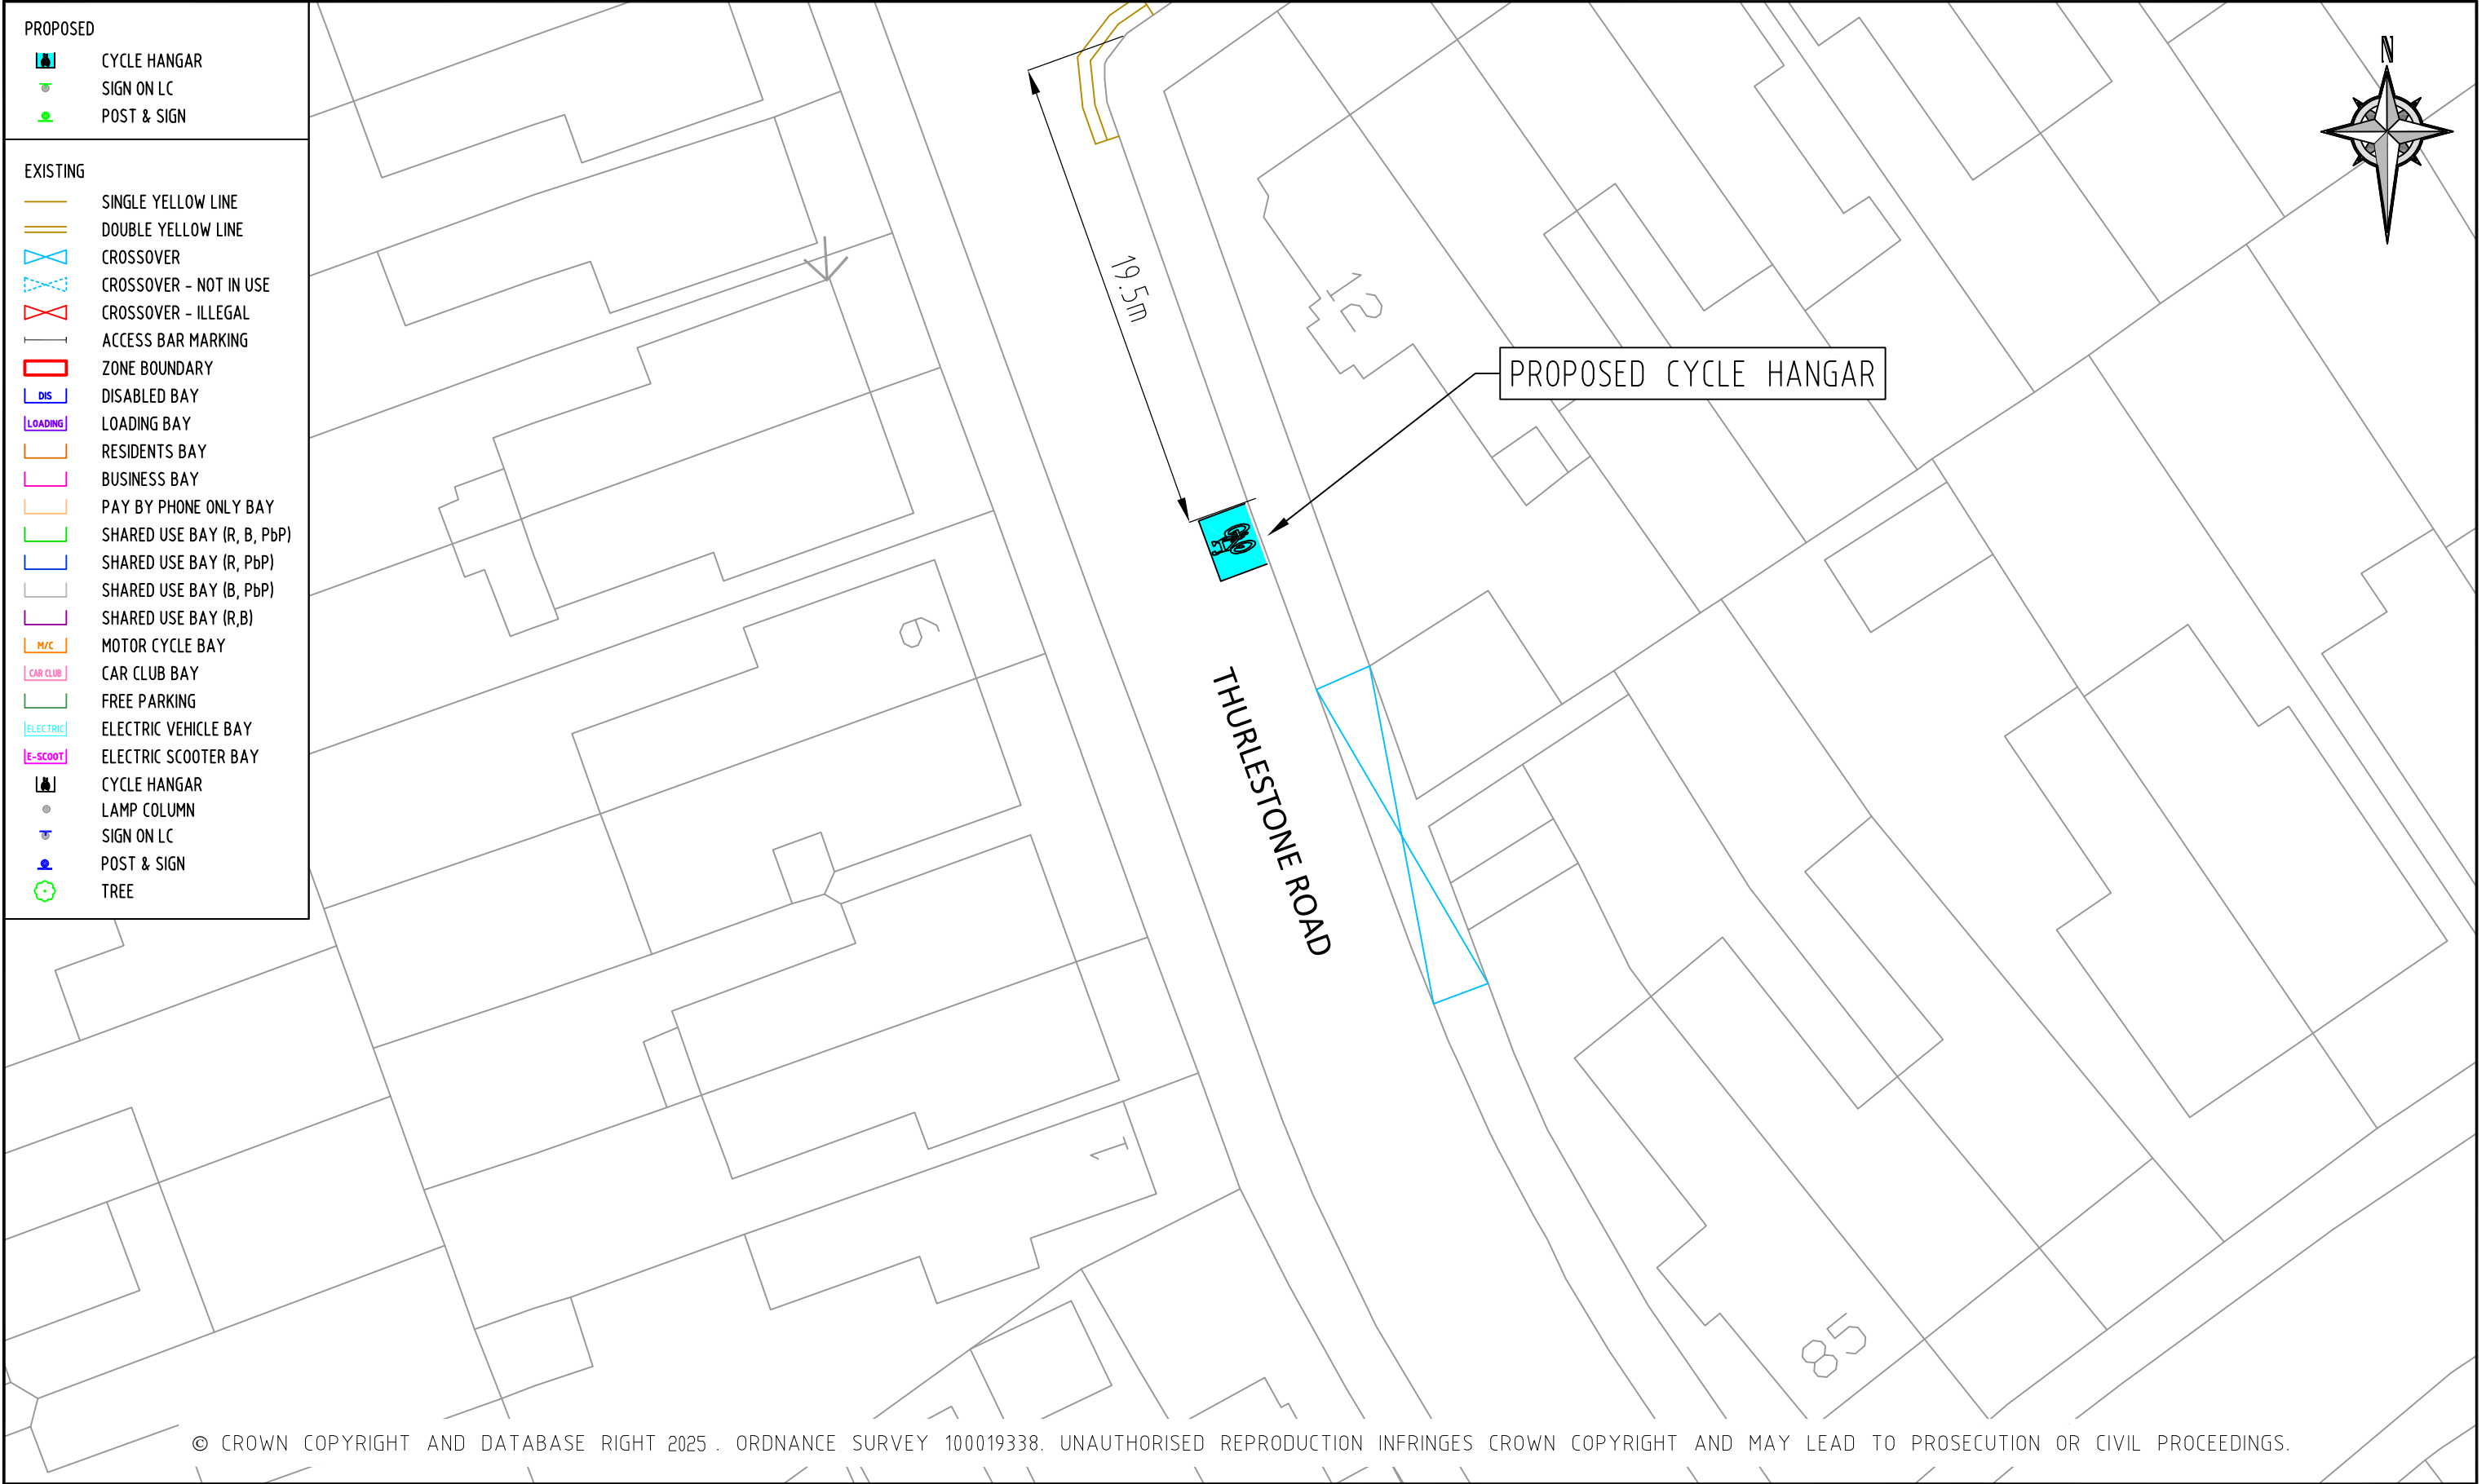 PROPOSED
CYCLE HANGAR
SIGN ON LC
POST & SIGN
EXISTING
SINGLE YELLOW LINE
DOUBLE YELLOW LINE
CROSSOVER
CROSSOVER - NOT IN USE
CROSSOVER - ILLEGAL
ACCESS BAR MARKING
ZONE BOUNDARY
DIS DISABLED BAY
LOADING LOADING BAY
RESIDENTS BAY
BUSINESS BAY
PAY BY PHONE ONLY BAY
SHARED USE BAY (R, B, PbP)
SHARED USE BAY (R, PbP)
SHARED USE BAY (B, PbP)
SHARED USE BAY (R,B)
M/C MOTOR CYCLE BAY
CAR CLUB CAR CLUB BAY
FREE PARKING
ELECTRIC ELECTRIC VEHICLE BAY
E-SCOOT ELECTRIC SCOOTER BAY
CYCLE HANGAR
LAMP COLUMN
SIGN ON LC
POST & SIGN
TREE
N
19.5m
12
PROPOSED CYCLE HANGAR
9
THURLESTONE ROAD
1
85
© CROWN COPYRIGHT AND DATABASE RIGHT 2025 . ORDNANCE SURVEY 100019338. UNAUTHORISED REPRODUCTION INFRINGES CROWN COPYRIGHT AND MAY LEAD TO PROSECUTION OR CIVIL PROCEEDINGS.